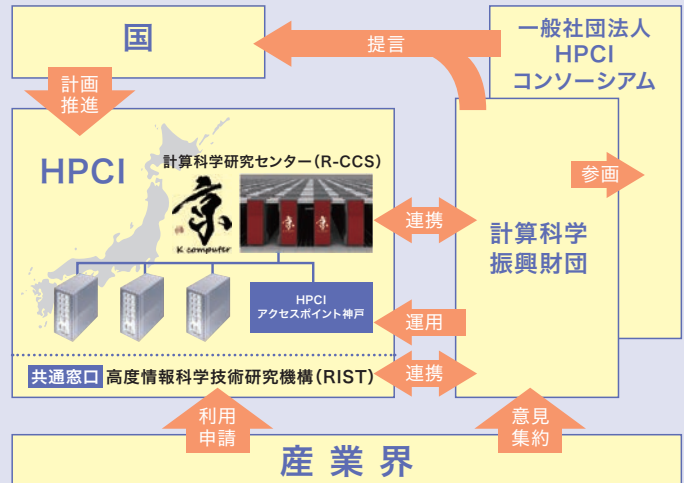 国
提言
一般社団法人
HPCI
コンソーシアム
計画
推進
HPCI
計算科学研究センター(R-CCS)
京
K computer
京 京
連携
参画
計算科学
振興財団
HPCI
アクセスポイント神戸
運用
共通窓口 高度情報科学技術研究機構(RIST)
連携
利用
申請
意見
集約
産業界